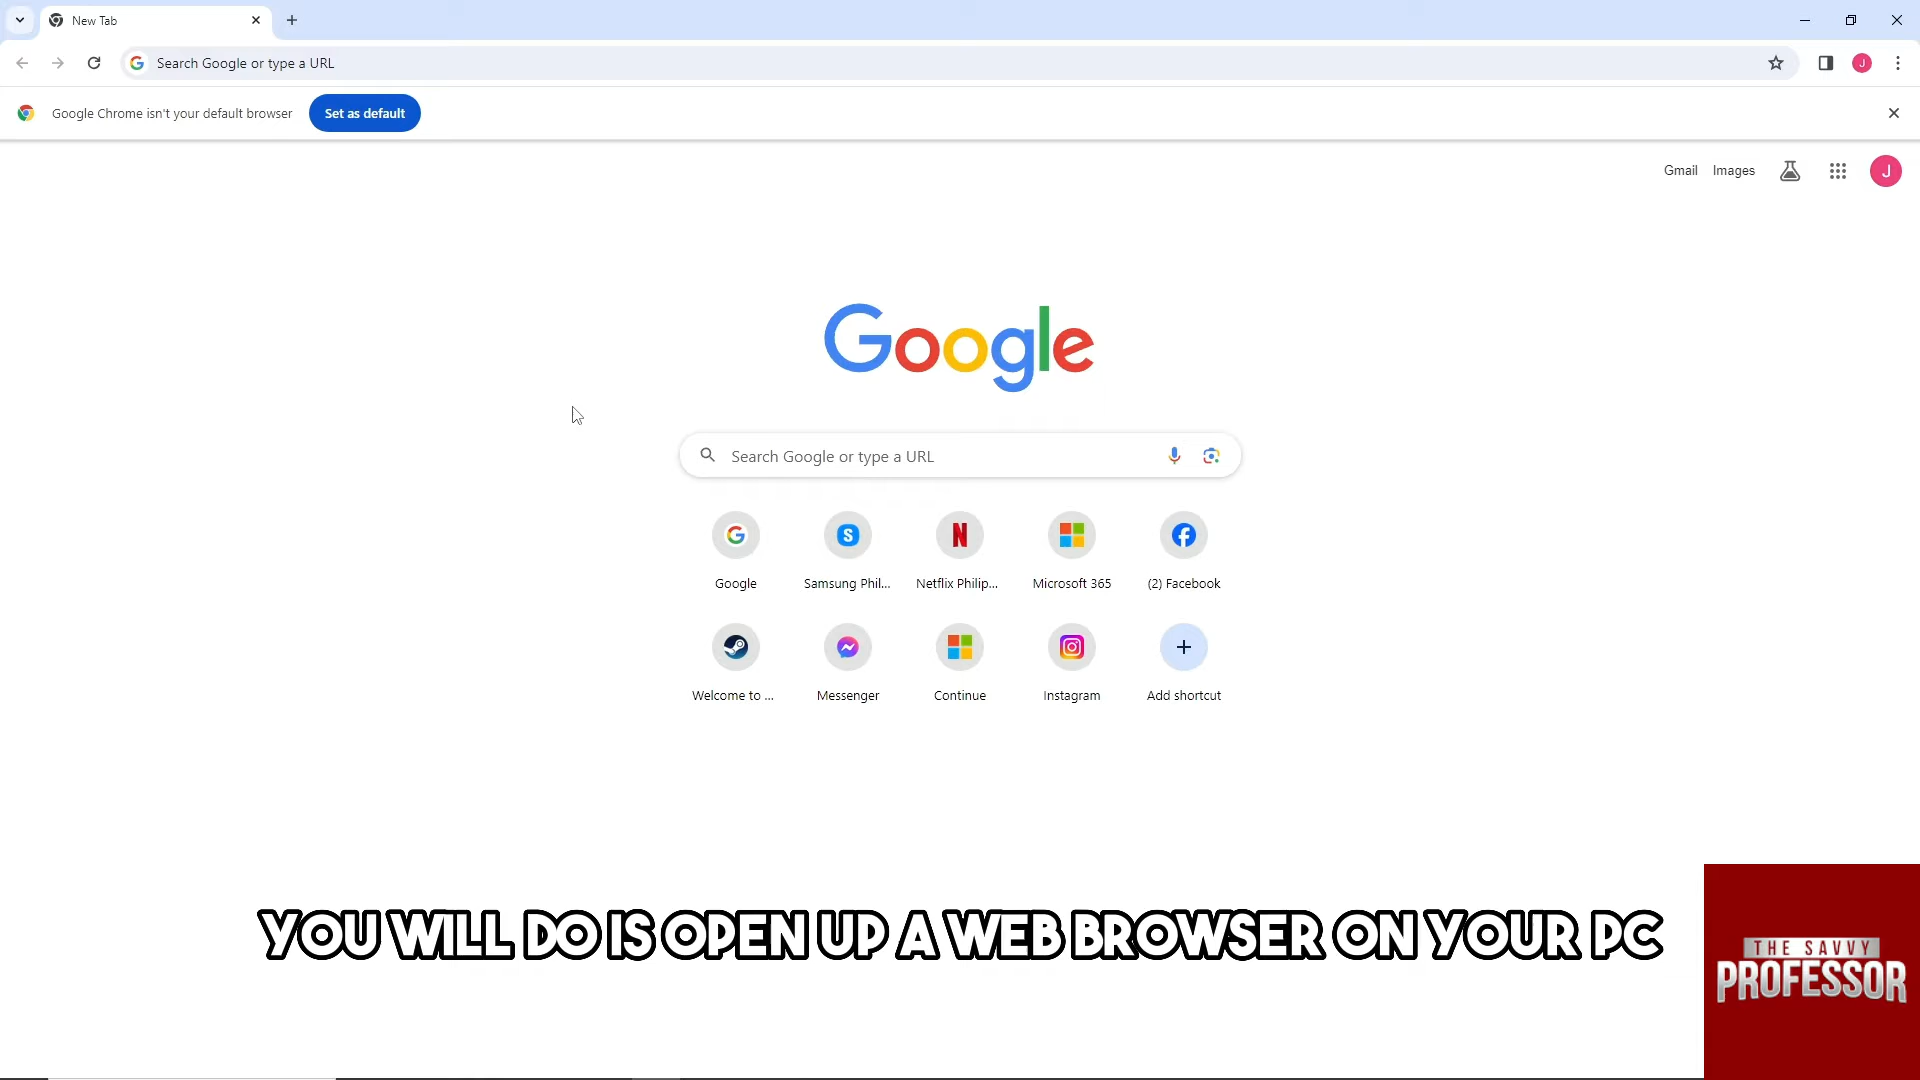 New Tab
Search Google or type a URL
Google Chrome isn't your default browser
Set as default
Gmail
Images
J
J
Google
Search Google or type a URL
Google
Samsung Phil...
Netflix Philip...
Microsoft 365
(2) Facebook
Welcome to ...
Messenger
Continue
Instagram
Add shortcut
YOU WILL DO IS OPEN UP A WEB BROWSER ON YOUR PC
THE SAVVY
PROFESSOR